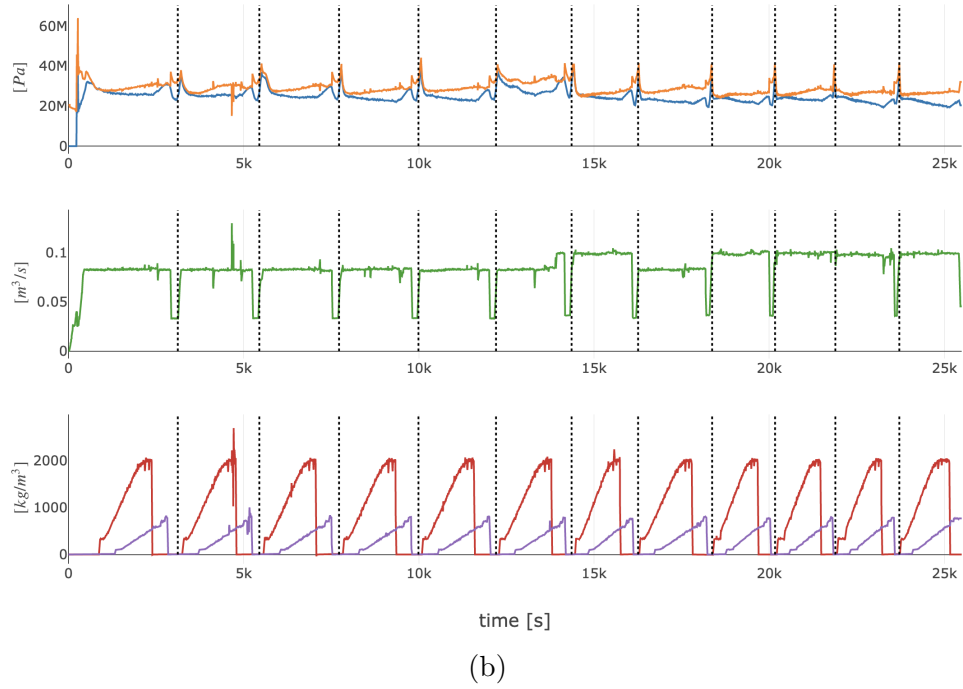 60M
40M
20M
0
[Pa]
0 5k 10k 15k 20k 25k
0.1
0.05
0
[m³/s]
0 5k 10k 15k 20k 25k
2000
1000
0
[kg/m³]
0 5k 10k 15k 20k 25k
time [s]
(b)